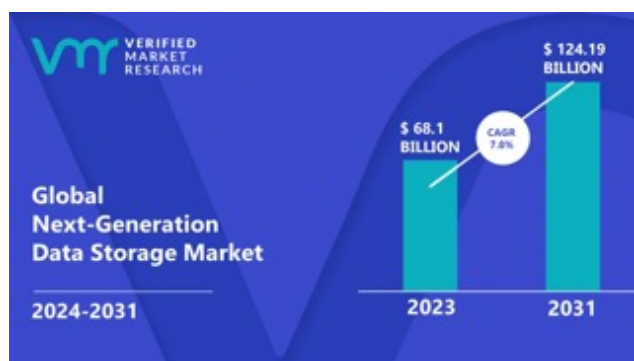 vmr
VERIFIED
MARKET
RESEARCH
$ 124.19
BILLION
$ 68.1
BILLION
CAGR
7.8%
Global
Next-Generation
Data Storage Market
2024-2031
2023
2031